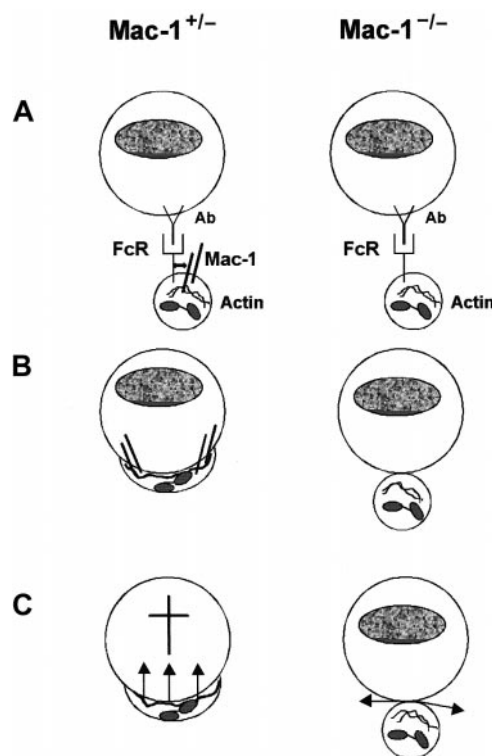 Mac-1+/– Mac-1–/–
A
Ab Ab
FcR FcR
Mac-1
Actin Actin
B
C